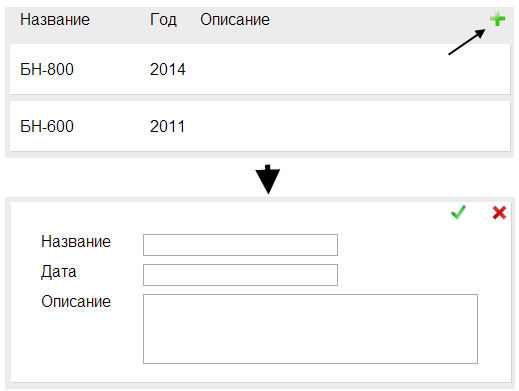 Название Год Описание
БН-800 2014
БН-600 2011
Название
Дата
Описание